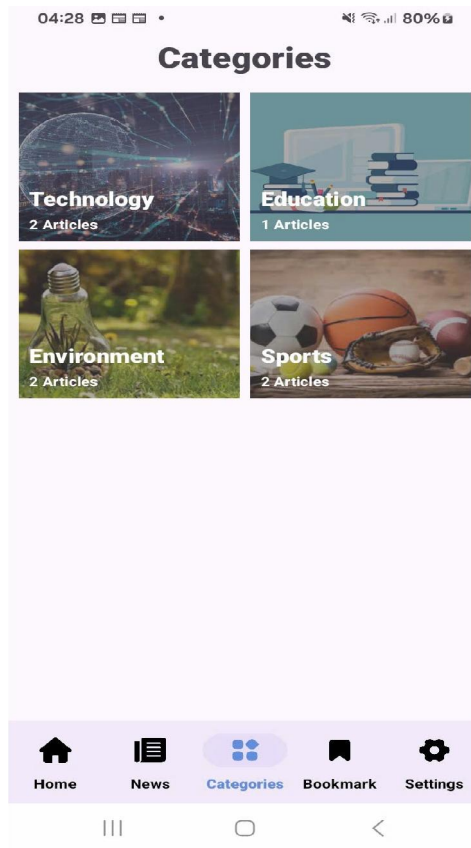 04:28 80%
Categories
Technology
2 Articles
Education
1 Articles
Environment
2 Articles
Sports
2 Articles
Home News Categories Bookmark Settings